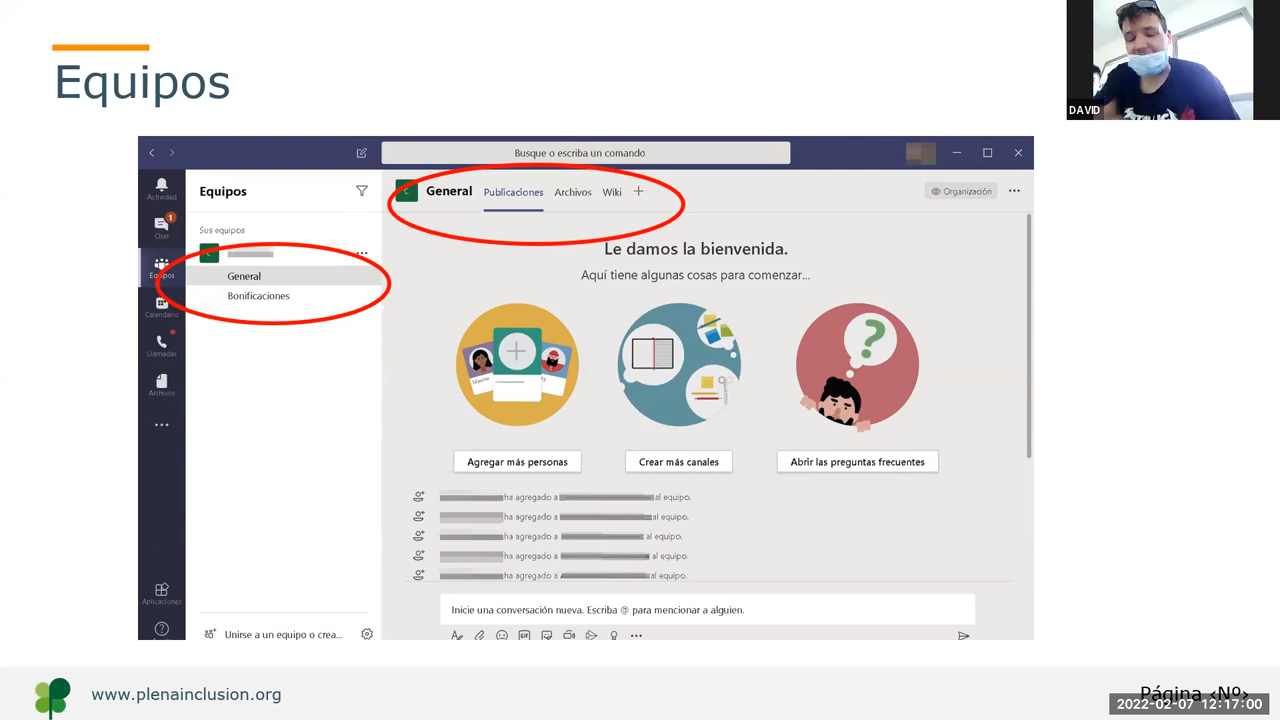 Equipos
DAVID
Busque o escriba un comando
Actividad
Chat
1
Equipos
Calendario
Llamadas
Archivos
Aplicaciones
Equipos
Sus equipos
General
Bonificaciones
Unirse a un equipo o crea...
General Publicaciones Archivos Wiki +
Organización
Le damos la bienvenida.
Aquí tiene algunas cosas para comenzar...
Agregar más personas
Crear más canales
Abrir las preguntas frecuentes
ha agregado a al equipo.
ha agregado a al equipo.
ha agregado a al equipo.
ha agregado a al equipo.
ha agregado a al equipo.
Inicie una conversación nueva. Escriba @ para mencionar a alguien.
GIF
www.plenainclusion.org
Página ‹Nº›
2022-02-07 12:17:00